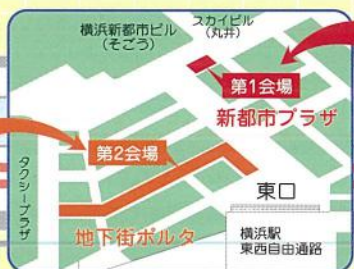 横浜新都市ビル
（そごう）
スカイビル
（丸井）
第1会場
新都市プラザ
第2会場
タクシープラザ
地下街ポルタ
東口
横浜駅
東西自由通路